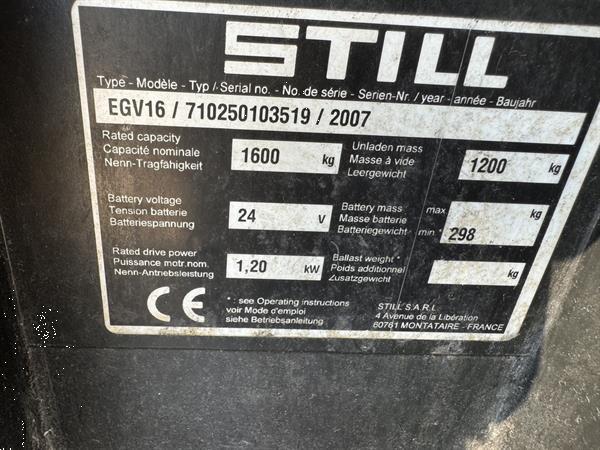 STILL
Type - Modèle - Typ / Serial no. - No. de série - Serien-Nr. / year - année - Baujahr
EGV16 / 710250103519 / 2007
Rated capacity
Capacité nominale
Nenn-Tragfähigkeit
1600 kg
Unladen mass
Masse à vide
Leergewicht
1200 kg
Battery voltage
Tension batterie
Batteriespannung
24 V
Battery mass
Masse batterie
Batteriegewicht
max
kg
min * 298
Rated drive power
Puissance motr.nom.
Nenn-Antriebsleistung
1,20 kW
Ballast weight *
Poids additionnel
Zusatzgewicht
kg
CE
* : see Operating instructions
voir Mode d'emploi
siehe Betriebsanleitung
STILL S.A.R.L
4 Avenue de la Libération
60761 MONTATAIRE - FRANCE